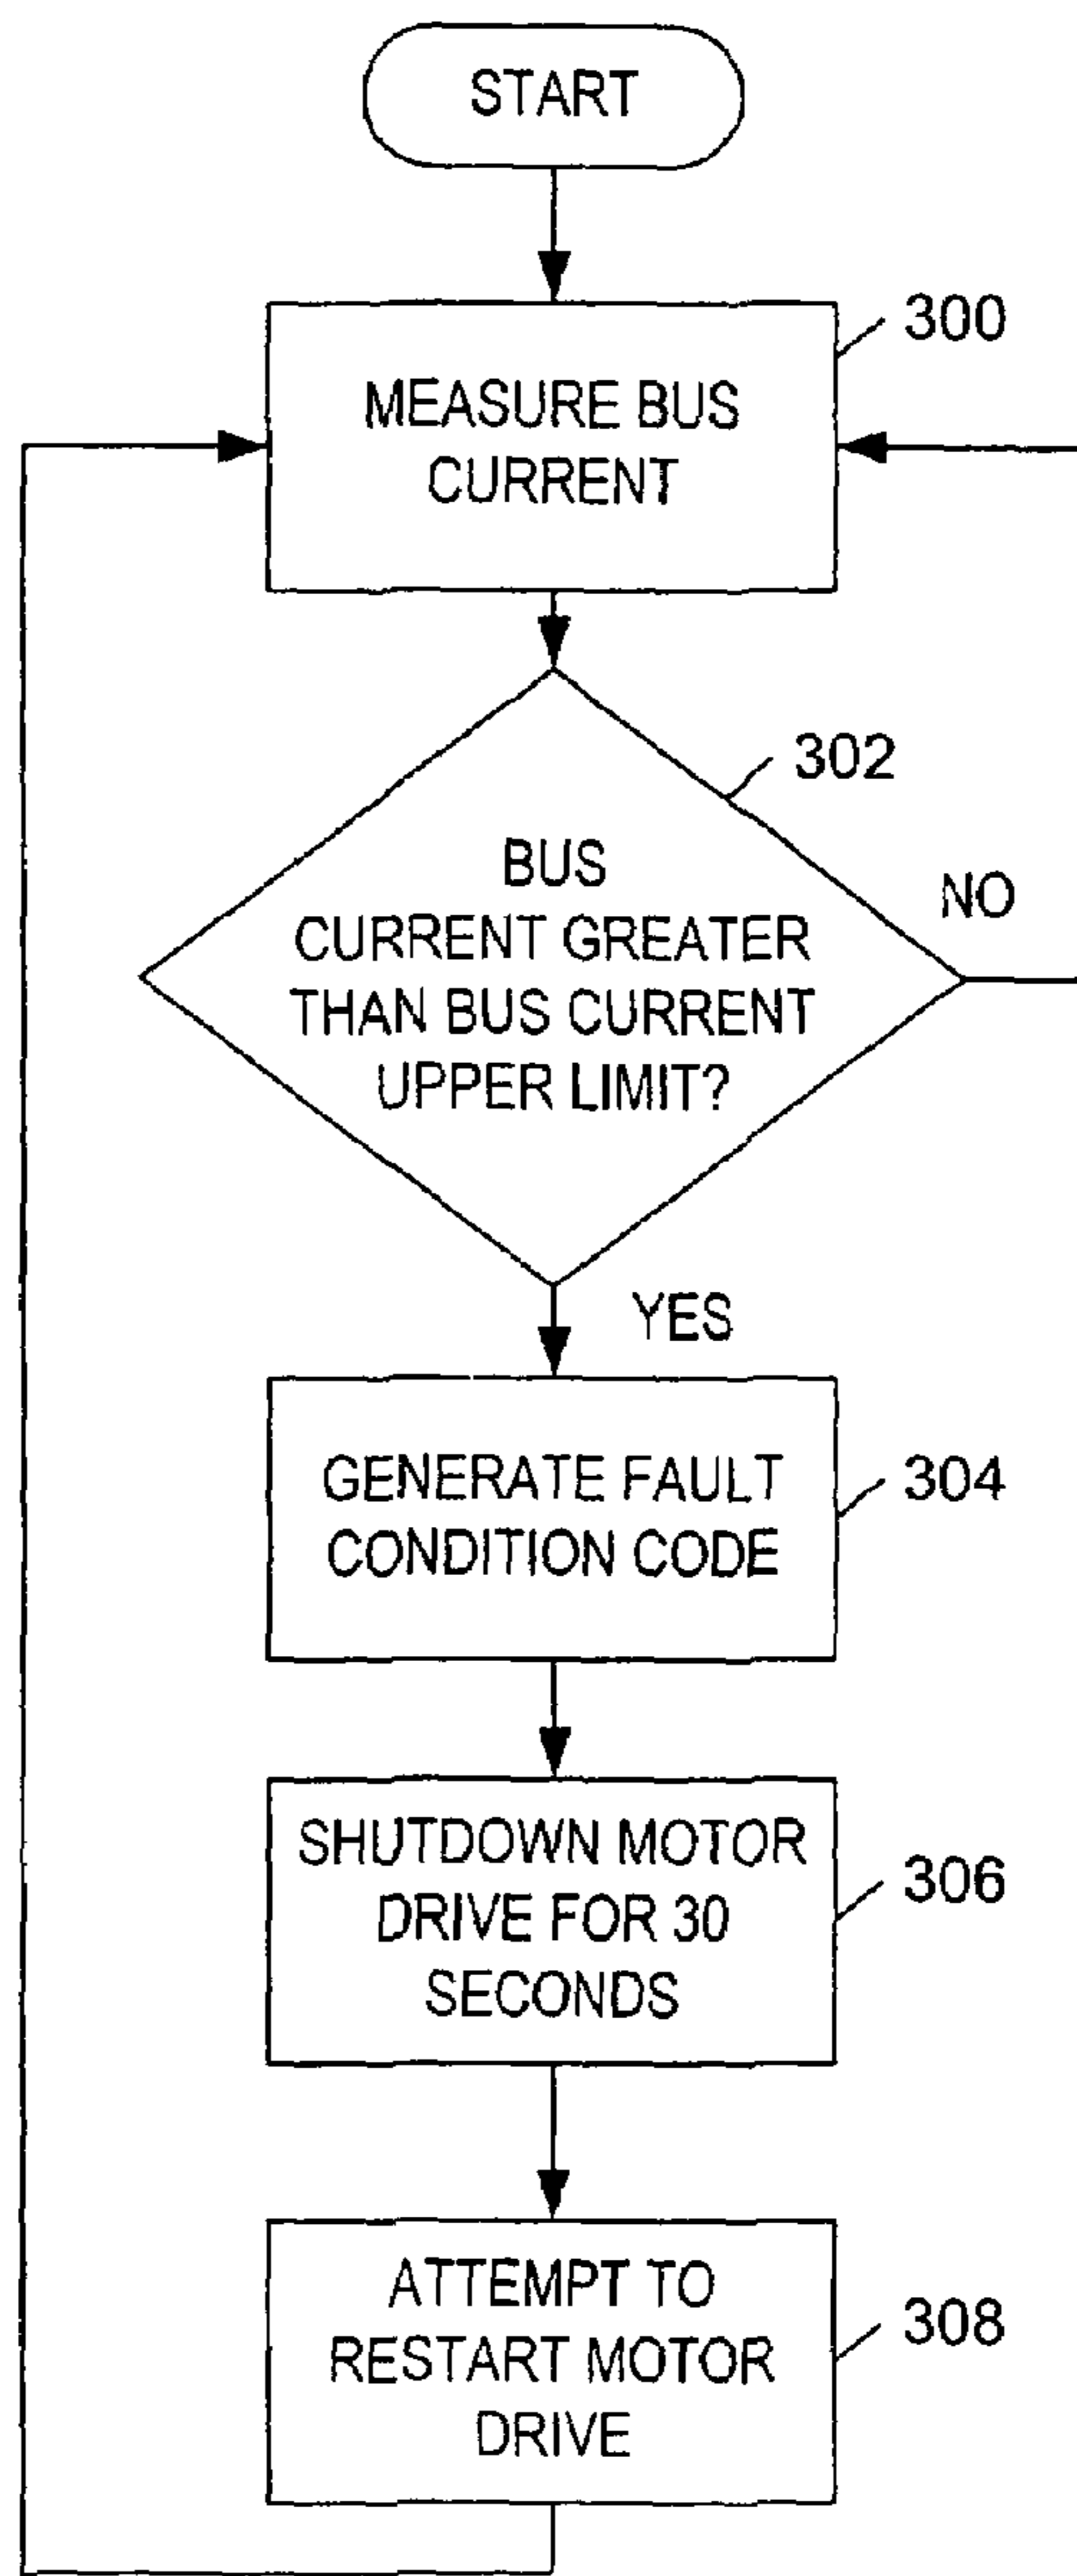 START
300
MEASURE BUS
CURRENT
302
BUS
CURRENT GREATER
THAN BUS CURRENT
UPPER LIMIT?
NO
YES
GENERATE FAULT
CONDITION CODE
304
SHUTDOWN MOTOR
DRIVE FOR 30
SECONDS
306
ATTEMPT TO
RESTART MOTOR
DRIVE
308